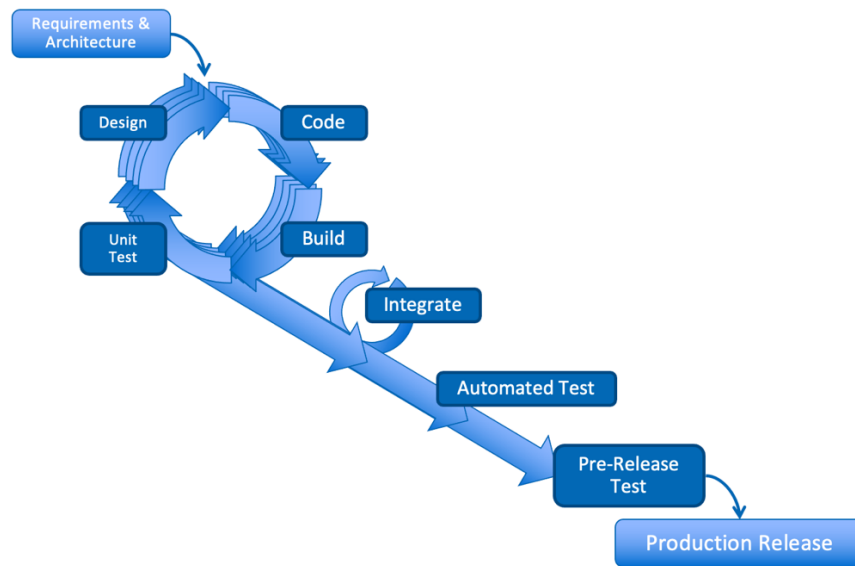 Requirements &
Architecture
Design
Code
Unit
Test
Build
Integrate
Automated Test
Pre-Release
Test
Production Release